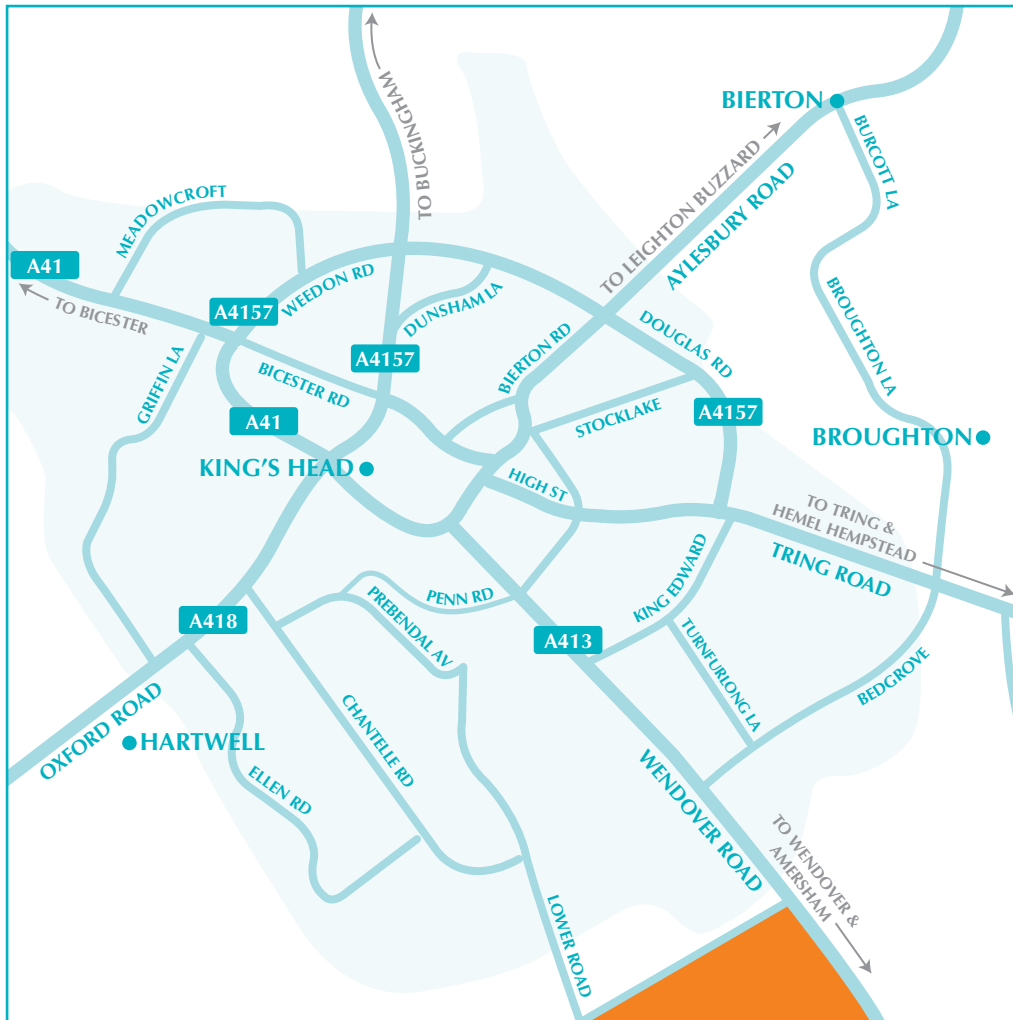 TO BUCKINGHAM
BIERTON
BURCOTT LA
TO LEIGHTON BUZZARD
AYLESBURY ROAD
MEADOWCROFT
A41
TO BICESTER
A4157
WEEDON RD
DUNSHAM LA
BROUGHTON LA
GRIFFIN LA
BICESTER RD
A4157
BIERTON RD
DOUGLAS RD
A41
STOCKLAKE
A4157
KING'S HEAD
BROUGHTON
HIGH ST
TO TRING &
HEMEL HEMPSTEAD
TRING ROAD
A418
PREBENDAL AV
PENN RD
A413
KING EDWARD
TURNFURLONG LA
BEDGROVE
OXFORD ROAD
HARTWELL
ELLEN RD
CHANTELLE RD
WENDOVER ROAD
TO WENDOVER &
AMERSHAM
LOWER ROAD